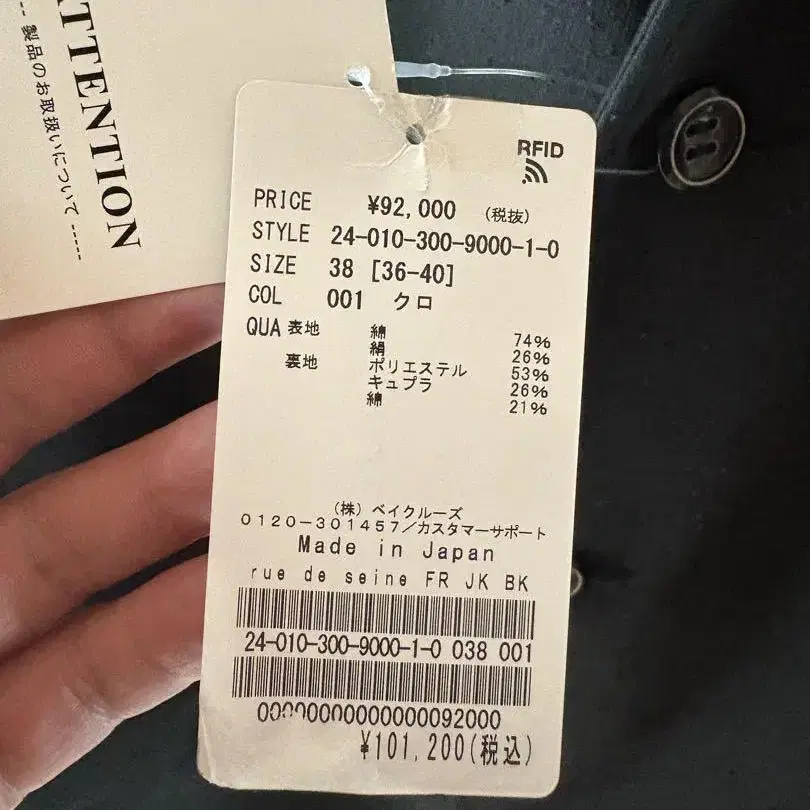 ATTENTION
----- 製品のお取扱いについて -----
RFID
PRICE ¥92,000 (税抜)
STYLE 24-010-300-9000-1-0
SIZE 38 [36-40]
COL 001 クロ
QUA 表地 綿 74%
絹 26%
裏地 ポリエステル 53%
キュプラ 26%
綿 21%
(株) ベイクルーズ
0120-301457/カスタマーサポート
Made in Japan
rue de seine FR JK BK
24-010-300-9000-1-0 038 001
0000000000000092000
¥101,200(税込)